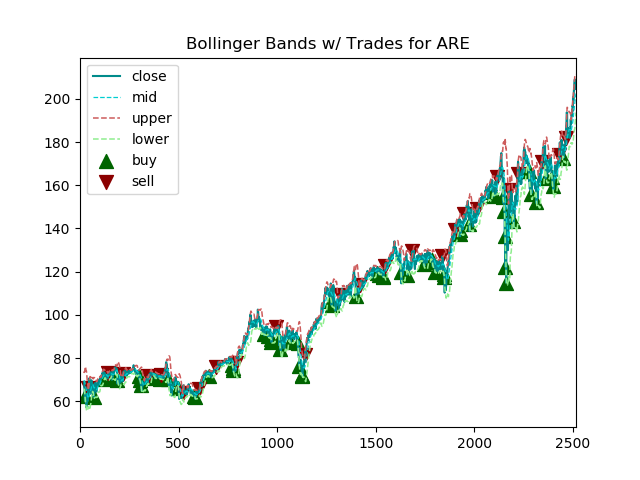 Bollinger Bands w/ Trades for ARE
close
mid
upper
lower
buy
sell
200
180
160
140
120
100
80
60
0 500 1000 1500 2000 2500